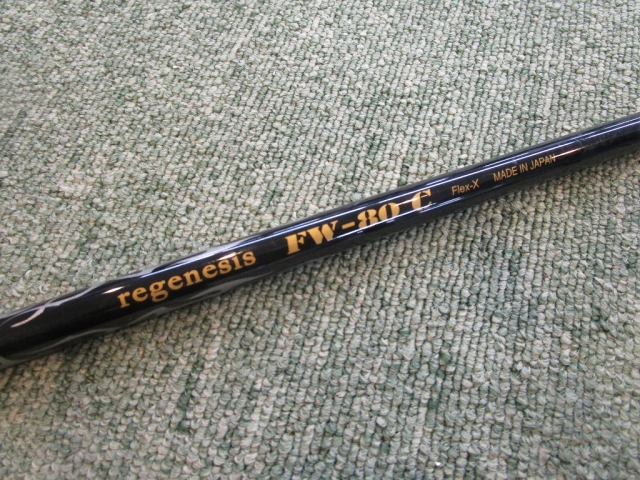 regenesis FW-80 C Flex-X MADE IN JAPAN